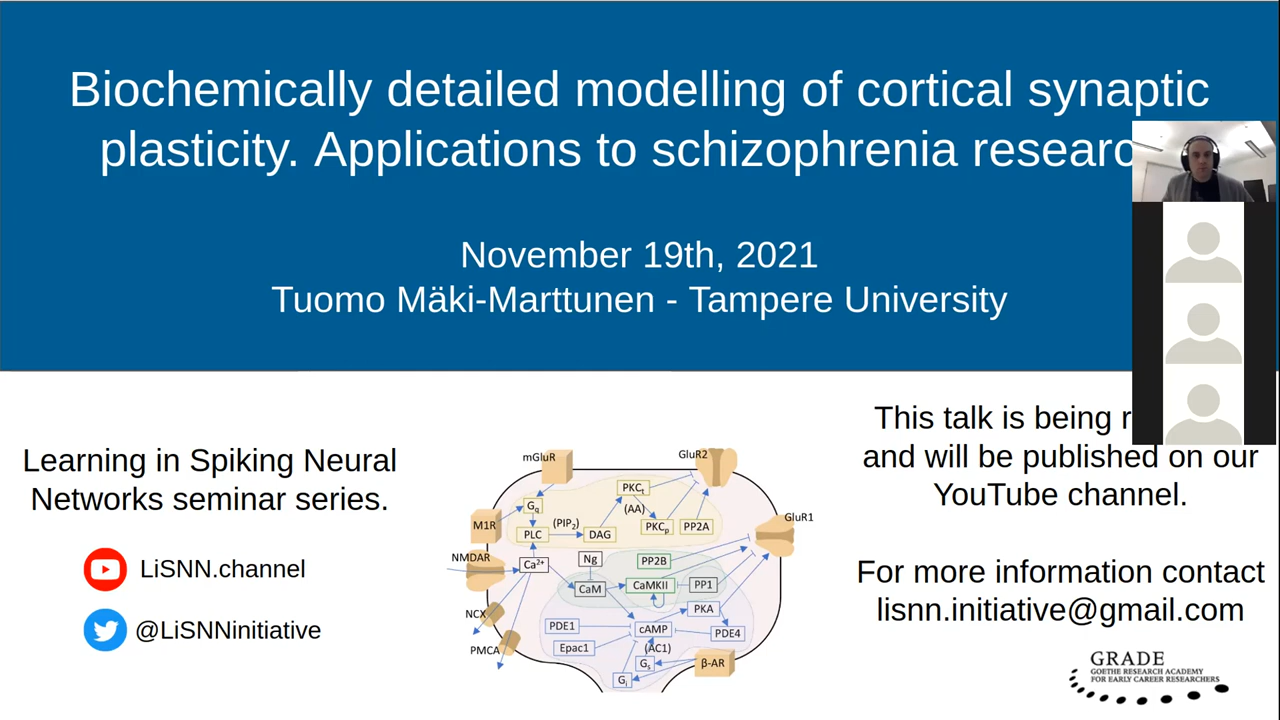 Biochemically detailed modelling of cortical synaptic
plasticity. Applications to schizophrenia researc
November 19th, 2021
Tuomo Mäki-Marttunen - Tampere University
Learning in Spiking Neural
Networks seminar series.
LiSNN.channel
@LiSNNinitiative
mGluR
GluR2
PKCt
Gq
(AA)
GluR1
M1R
(PIP2)
PKCp
PP2A
PLC
DAG
NMDAR
Ca2+
Ng
PP2B
CaM
CaMKII
PP1
NCX
PKA
PDE1
cAMP
PDE4
PMCA
Epac1
(AC1)
Gs
β-AR
Gi
This talk is being r
and will be published on our
YouTube channel.
For more information contact
lisnn.initiative@gmail.com
GRADE
GOETHE RESEARCH ACADEMY
FOR EARLY CAREER RESEARCHERS